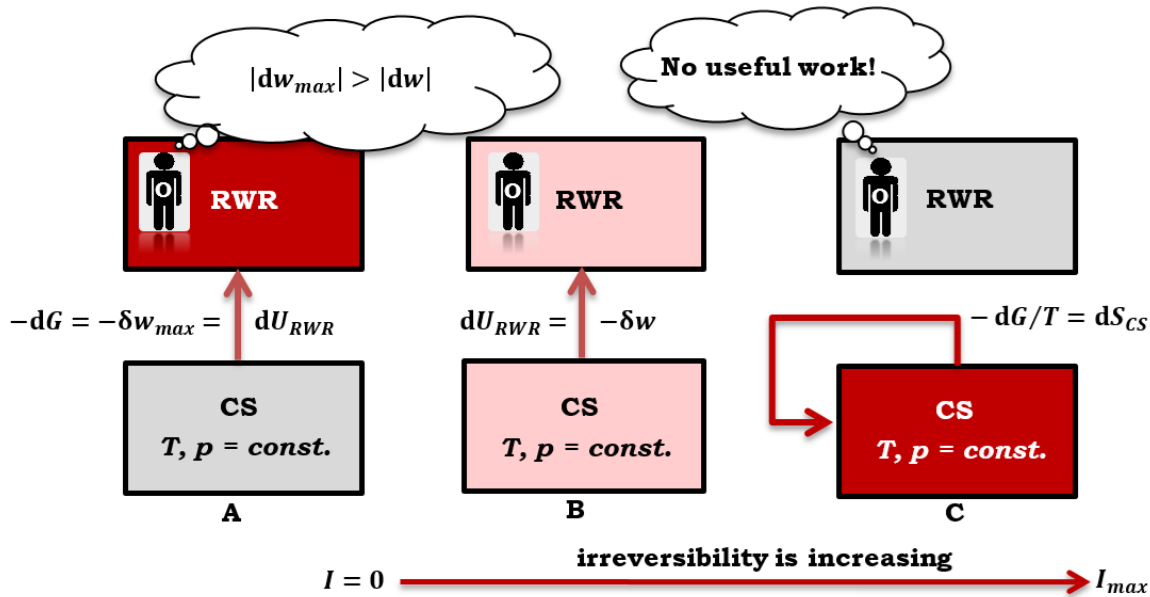 |dw_max| > |dw|
No useful work!
O RWR
O RWR
O RWR
−dG = −δw_max = dU_RWR
dU_RWR = −δw
− dG/T = dS_CS
CS
T, p = const.
CS
T, p = const.
CS
T, p = const.
A
B
C
irreversibility is increasing
I = 0
I_max